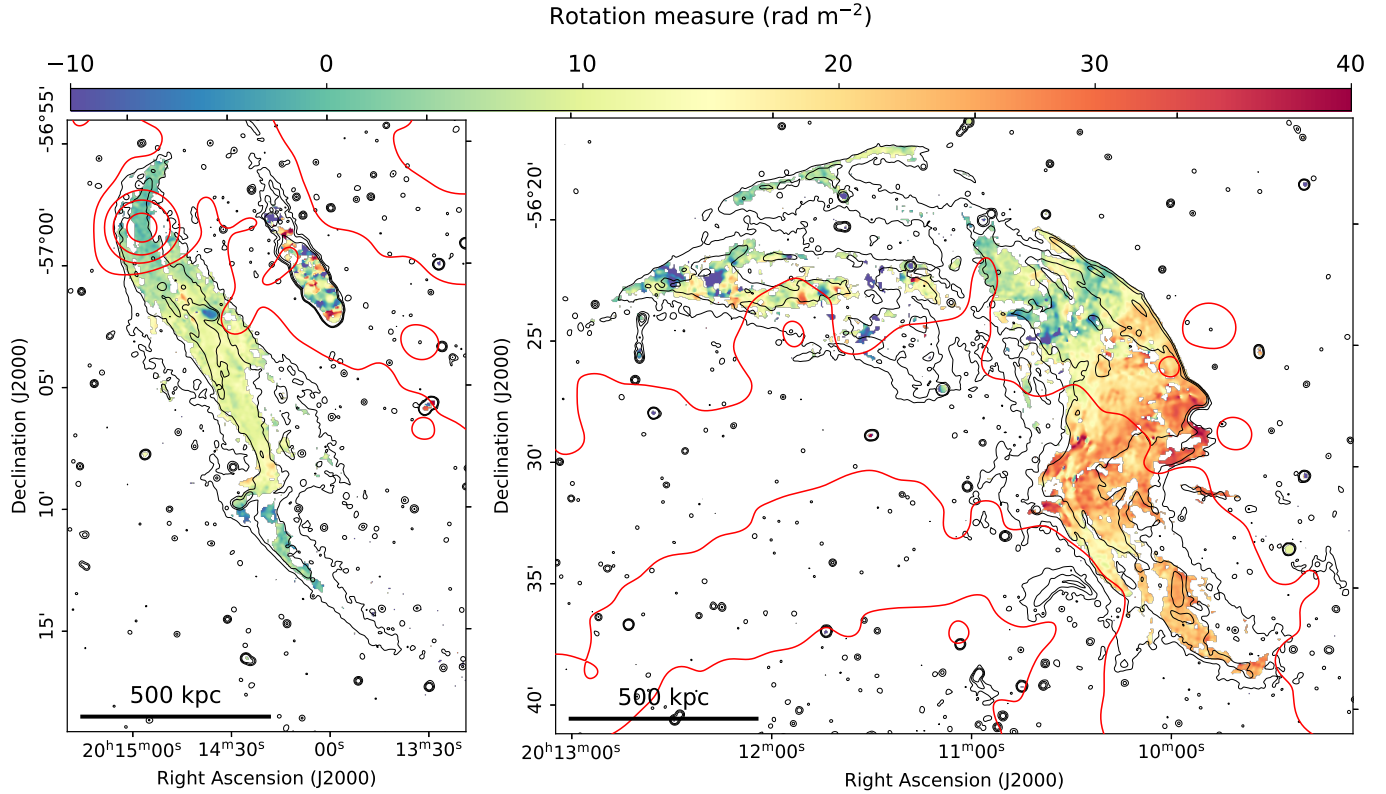 Rotation measure (rad m⁻²)
−10 0 10 20 30 40
−56°55'
−57°00'
05'
10'
15'
Declination (J2000)
500 kpc
20ʰ15ᵐ00ˢ 14ᵐ30ˢ 00ˢ 13ᵐ30ˢ
Right Ascension (J2000)
−56°20'
25'
30'
35'
40'
Declination (J2000)
500 kpc
20ʰ13ᵐ00ˢ 12ᵐ00ˢ 11ᵐ00ˢ 10ᵐ00ˢ
Right Ascension (J2000)